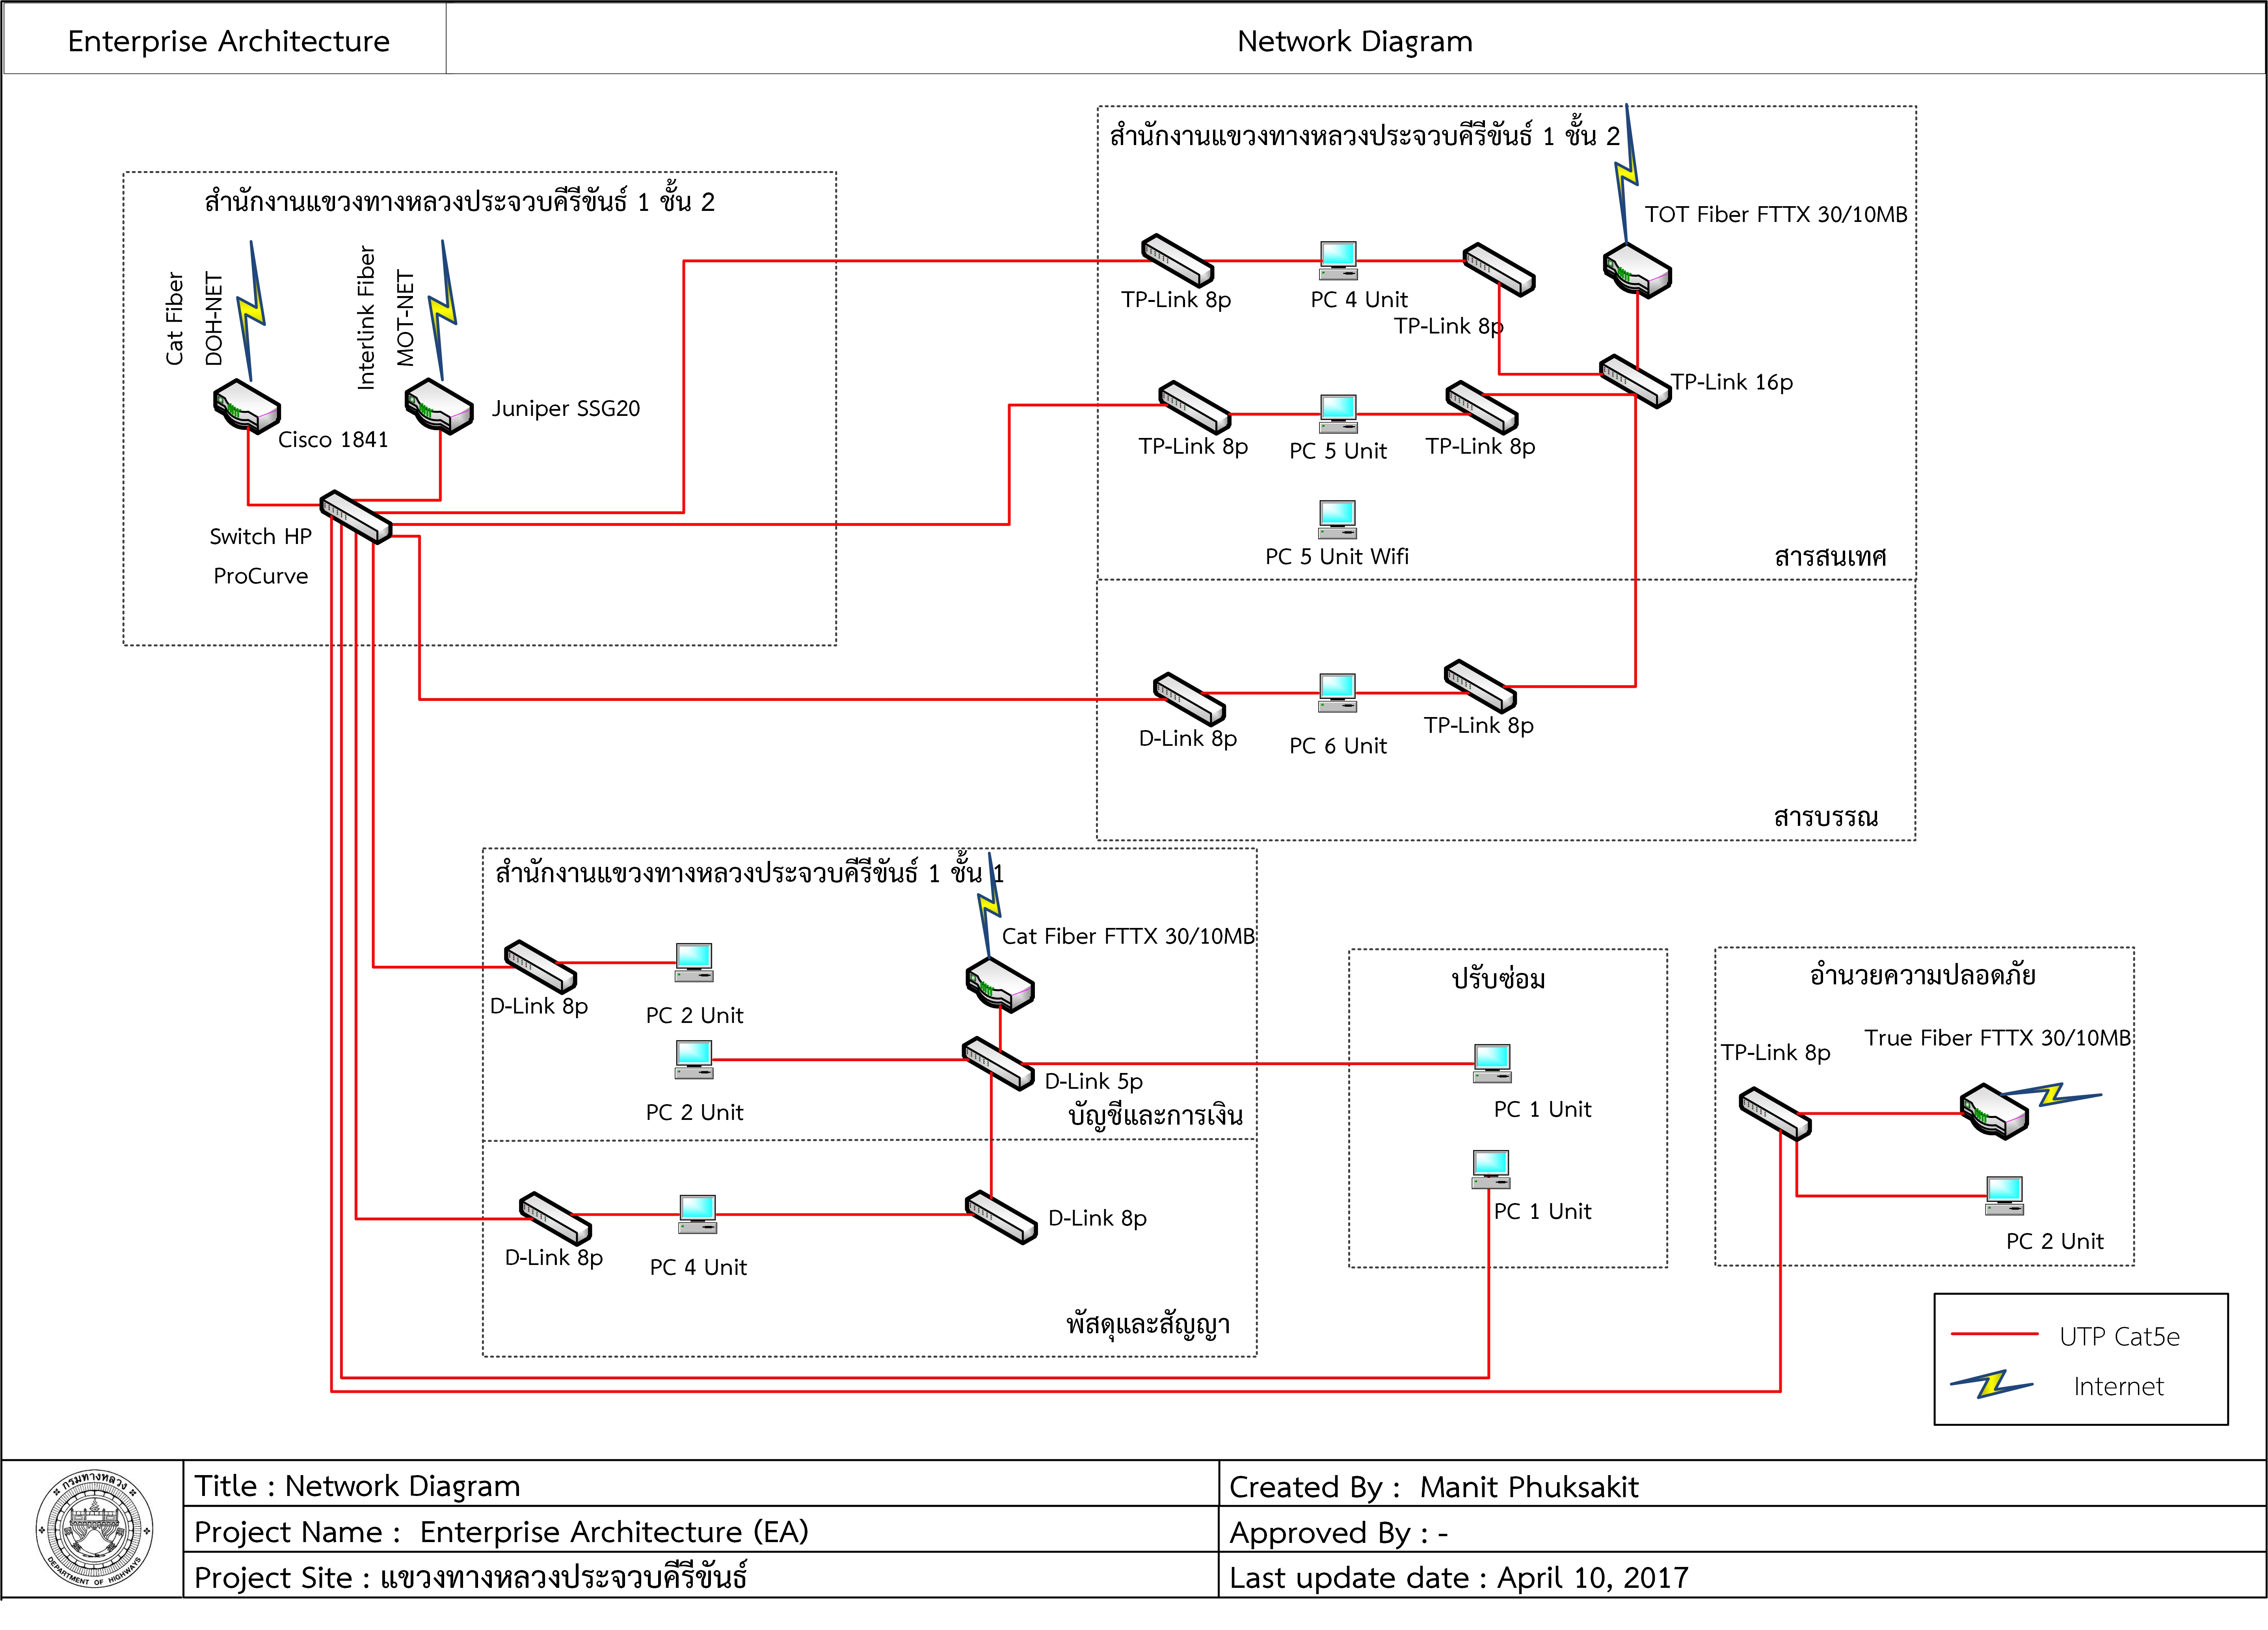 Enterprise Architecture
Network Diagram
สำนักงานแขวงทางหลวงประจวบคีรีขันธ์ 1 ชั้น 2
Cat Fiber
DOH-NET
Interlink Fiber
MOT-NET
Cisco 1841
Juniper SSG20
Switch HP
ProCurve
สำนักงานแขวงทางหลวงประจวบคีรีขันธ์ 1 ชั้น 2
TOT Fiber FTTX 30/10MB
TP-Link 8p
PC 4 Unit
TP-Link 8p
TP-Link 16p
TP-Link 8p
PC 5 Unit
TP-Link 8p
PC 5 Unit Wifi
สารสนเทศ
D-Link 8p
PC 6 Unit
TP-Link 8p
สารบรรณ
สำนักงานแขวงทางหลวงประจวบคีรีขันธ์ 1 ชั้น 1
Cat Fiber FTTX 30/10MB
D-Link 8p
PC 2 Unit
PC 2 Unit
D-Link 5p
บัญชีและการเงิน
D-Link 8p
PC 4 Unit
D-Link 8p
พัสดุและสัญญา
ปรับซ่อม
PC 1 Unit
PC 1 Unit
อำนวยความปลอดภัย
True Fiber FTTX 30/10MB
TP-Link 8p
PC 2 Unit
UTP Cat5e
Internet
กรมทางหลวง
DEPARTMENT OF HIGHWAYS
Title : Network Diagram
Created By : Manit Phuksakit
Project Name : Enterprise Architecture (EA)
Approved By : -
Project Site : แขวงทางหลวงประจวบคีรีขันธ์
Last update date : April 10, 2017